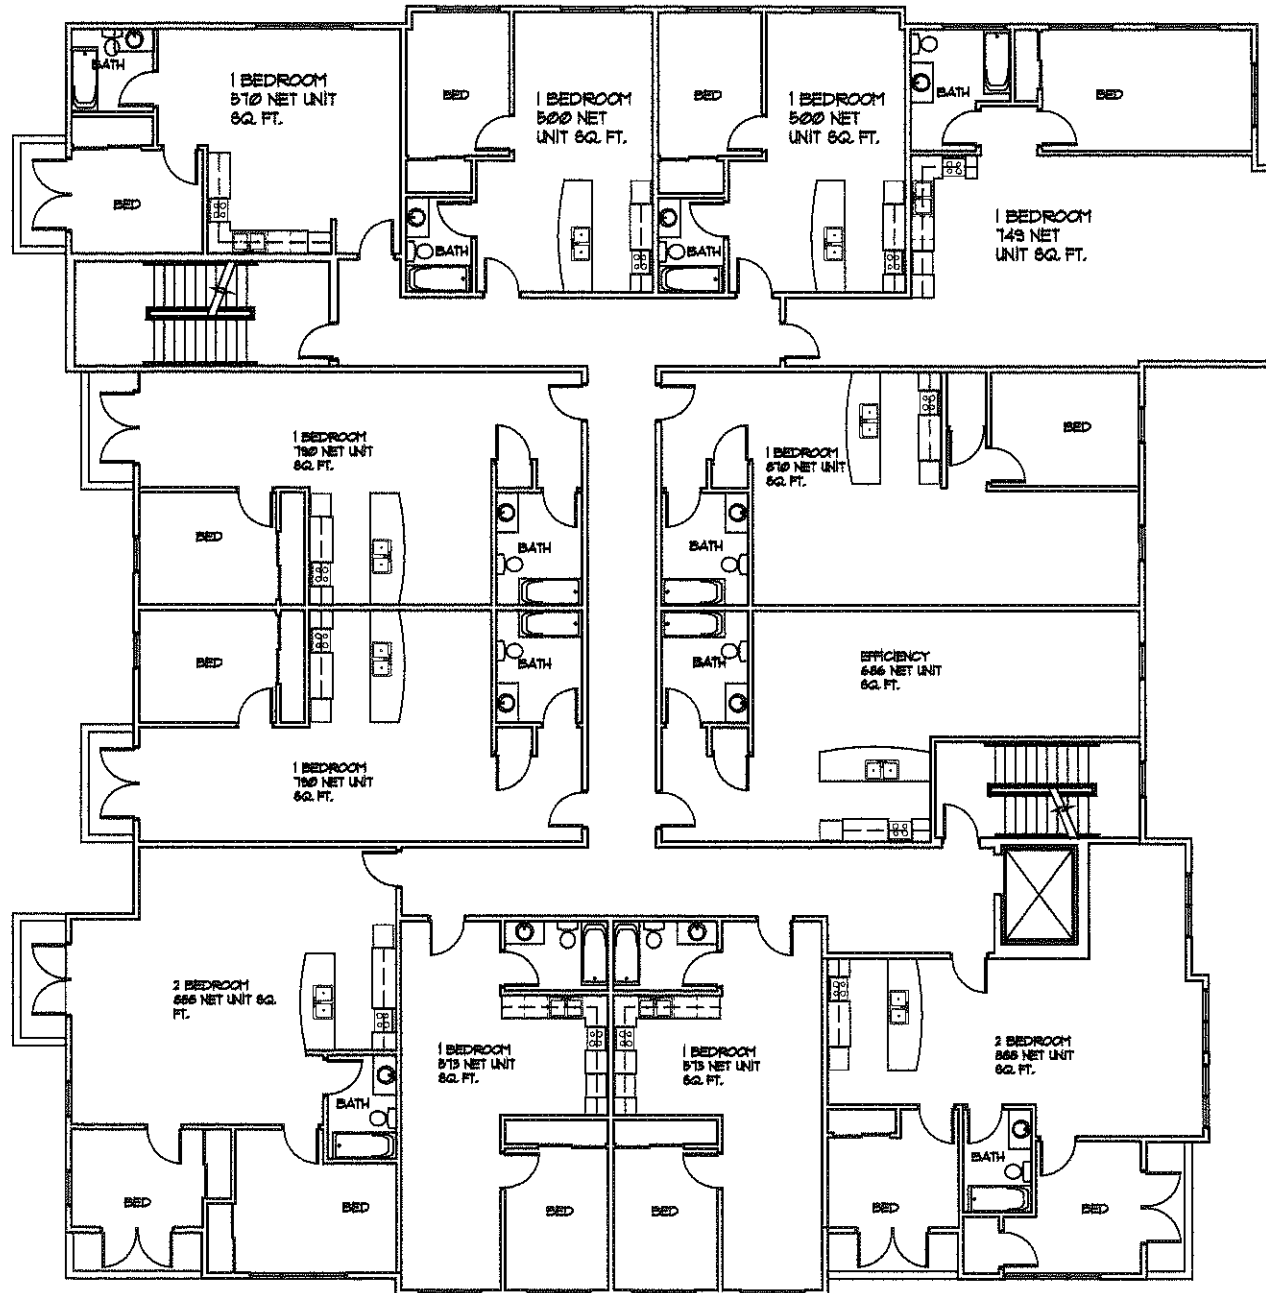 BATH
1 BEDROOM
570 NET UNIT
SQ. FT.
BED
BED
1 BEDROOM
500 NET
UNIT SQ. FT.
BATH
BED
1 BEDROOM
500 NET
UNIT SQ. FT.
BATH
BATH
BED
1 BEDROOM
749 NET
UNIT SQ. FT.
1 BEDROOM
NET UNIT
SQ. FT.
BED
BATH
1 BEDROOM
NET UNIT
SQ. FT.
BED
BATH
BED
BATH
1 BEDROOM
NET UNIT
SQ. FT.
BATH
EFFICIENCY
NET UNIT
SQ. FT.
2 BEDROOM
NET UNIT SQ.
FT.
BATH
BED
BED
1 BEDROOM
573 NET UNIT
SQ. FT.
BED
1 BEDROOM
573 NET UNIT
SQ. FT.
BED
2 BEDROOM
NET UNIT
SQ. FT.
BATH
BED
BED